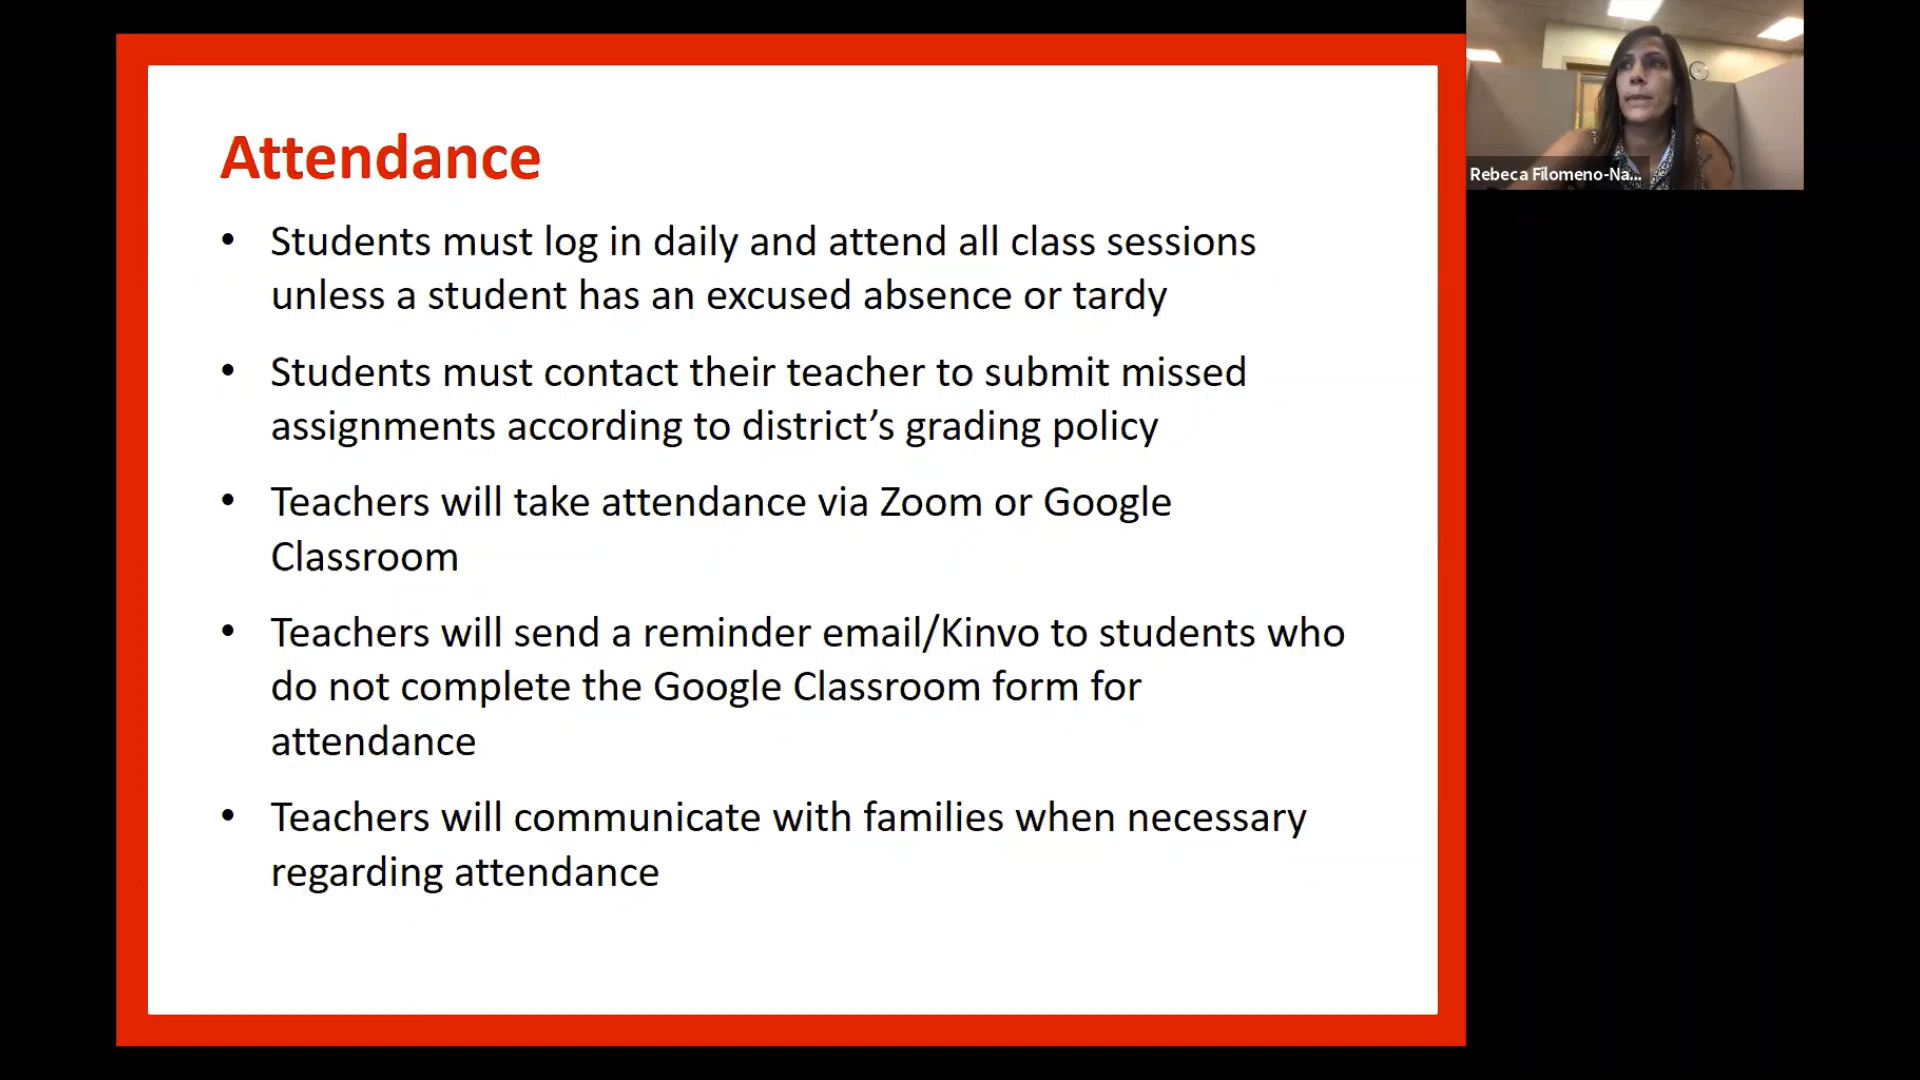 Attendance
• Students must log in daily and attend all class sessions
unless a student has an excused absence or tardy
• Students must contact their teacher to submit missed
assignments according to district’s grading policy
• Teachers will take attendance via Zoom or Google
Classroom
• Teachers will send a reminder email/Kinvo to students who
do not complete the Google Classroom form for
attendance
• Teachers will communicate with families when necessary
regarding attendance
Rebeca Filomeno-Na...